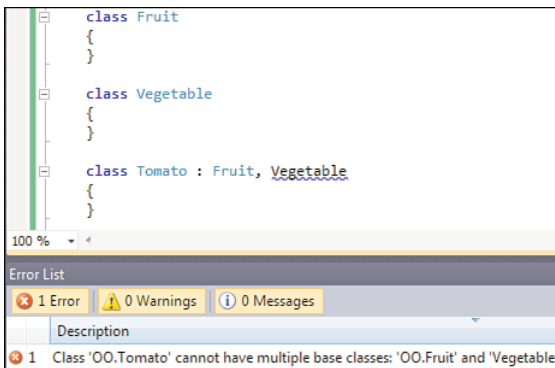 class Fruit
{
}
class Vegetable
{
}
class Tomato : Fruit, Vegetable
{
}
100 %
Error List
1 Error 0 Warnings 0 Messages
Description
1 Class 'OO.Tomato' cannot have multiple base classes: 'OO.Fruit' and 'Vegetable